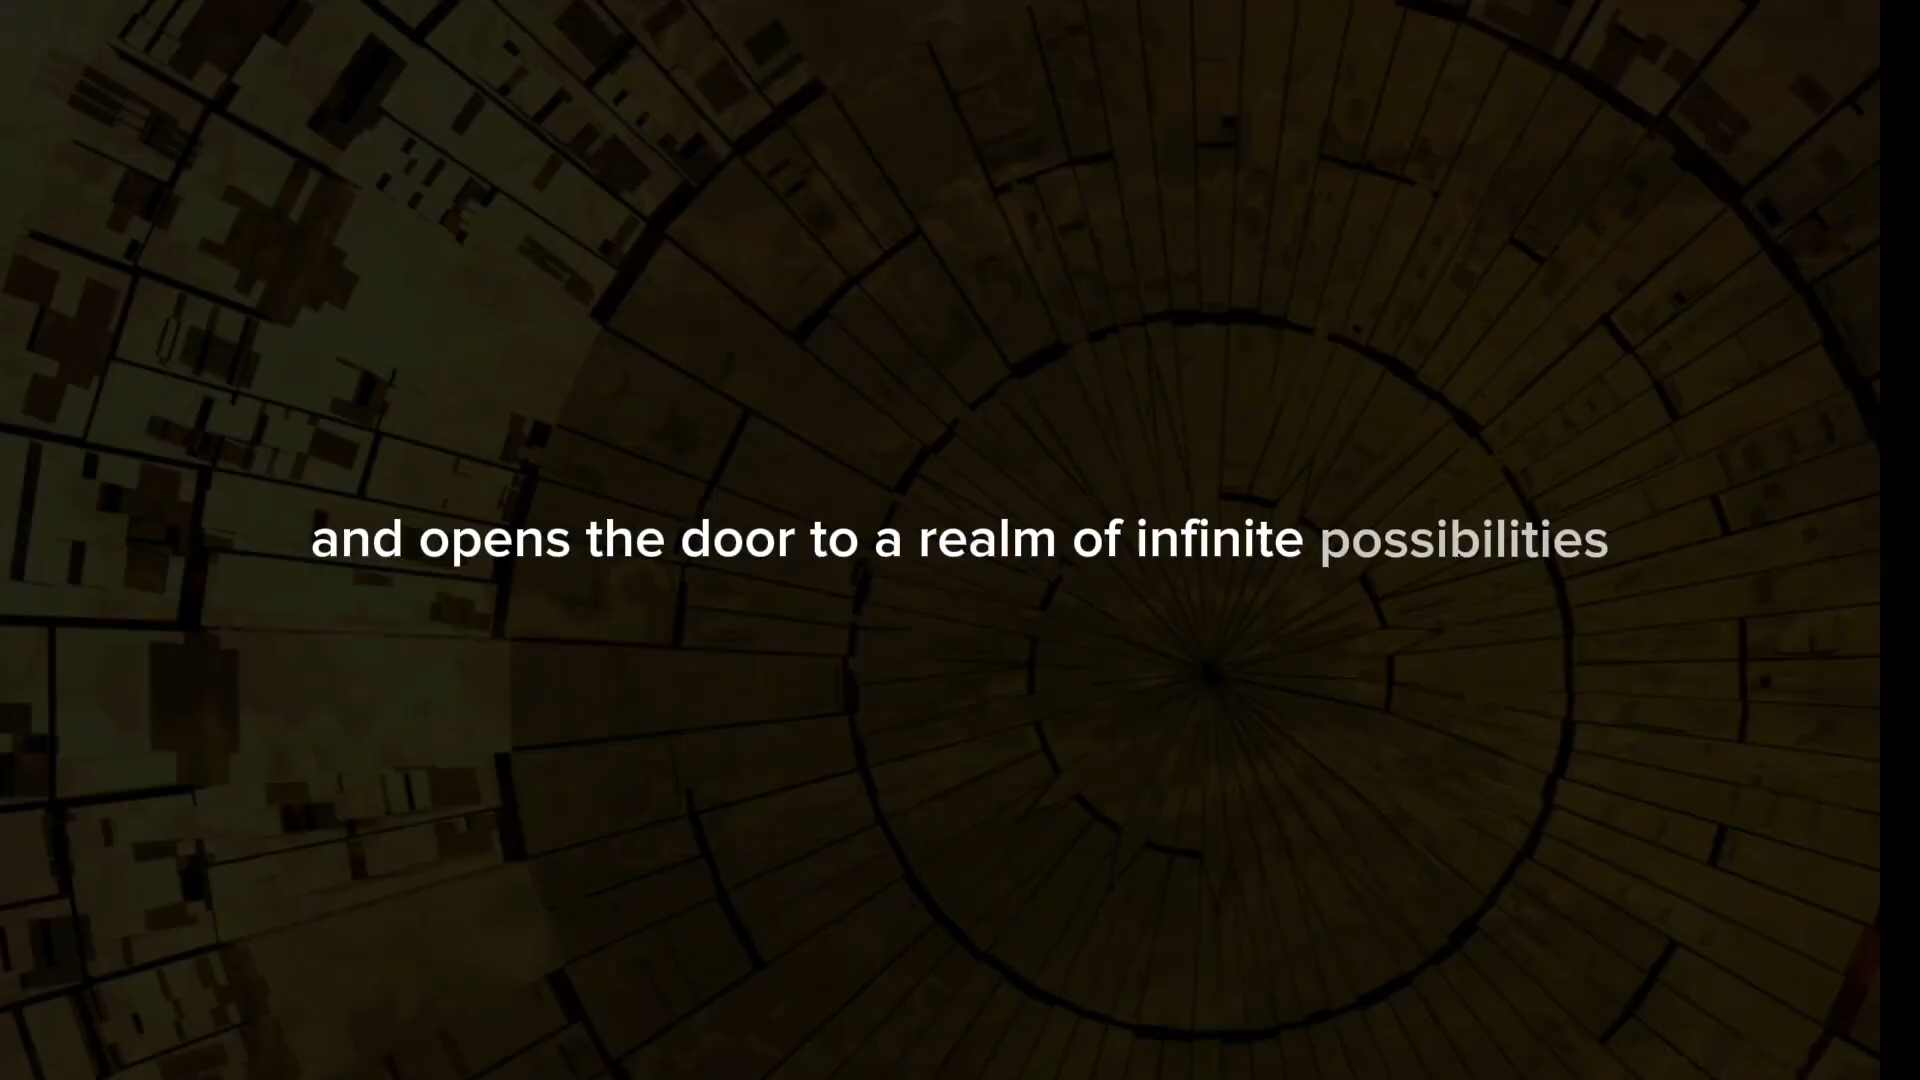 and opens the door to a realm of infinite possibilities